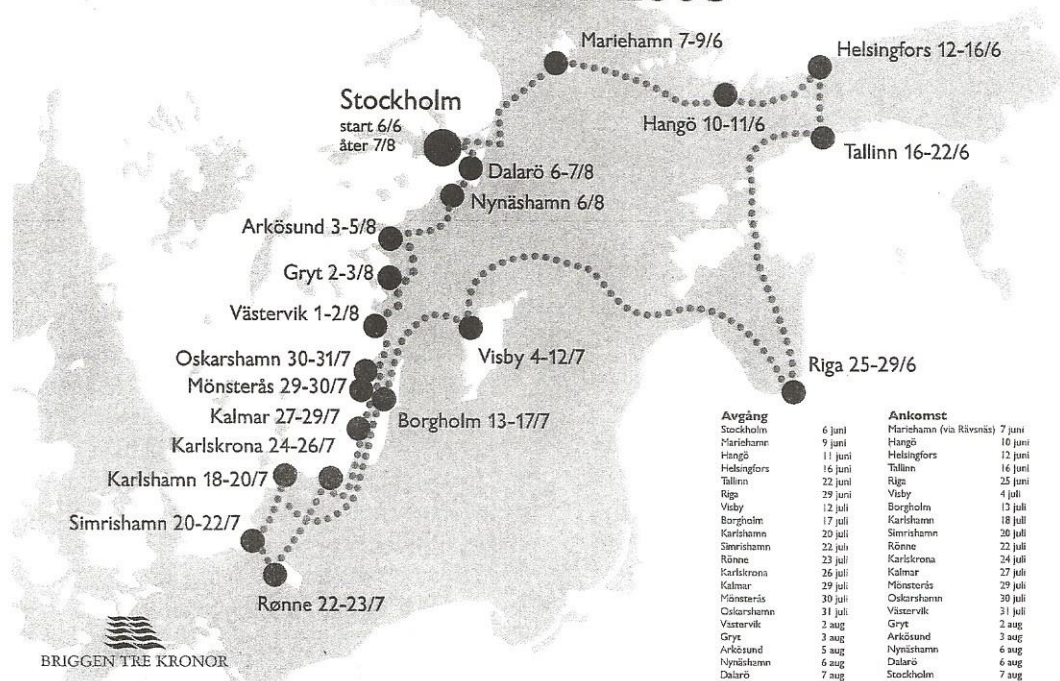 Mariehamn 7-9/6
Helsingfors 12-16/6
Stockholm
start 6/6
åter 7/8
Hangö 10-11/6
Tallinn 16-22/6
Dalarö 6-7/8
Nynäshamn 6/8
Arkösund 3-5/8
Gryt 2-3/8
Västervik 1-2/8
Oskarshamn 30-31/7
Visby 4-12/7
Riga 25-29/6
Mönsterås 29-30/7
Kalmar 27-29/7
Borgholm 13-17/7
Karlskrona 24-26/7
Karlshamn 18-20/7
Simrishamn 20-22/7
Rønne 22-23/7
BRIGGEN TRE KRONOR
Avgång Ankomst
Stockholm 6 juni Mariehamn (via Rävsnäs) 7 juni
Mariehamn 9 juni Hangö 10 juni
Hangö 11 juni Helsingfors 12 juni
Helsingfors 16 juni Tallinn 16 juni
Tallinn 22 juni Riga 25 juni
Riga 29 juni Visby 4 juli
Visby 12 juli Borgholm 13 juli
Borgholm 17 juli Karlshamn 18 juli
Karlshamn 20 juli Simrishamn 20 juli
Simrishamn 22 juli Rönne 22 juli
Rönne 23 juli Karlskrona 24 juli
Karlskrona 26 juli Kalmar 27 juli
Kalmar 29 juli Mönsterås 29 juli
Mönsterås 30 juli Oskarshamn 30 juli
Oskarshamn 31 juli Västervik 31 juli
Västervik 2 aug Gryt 2 aug
Gryt 3 aug Arkösund 3 aug
Arkösund 5 aug Nynäshamn 6 aug
Nynäshamn 6 aug Dalarö 6 aug
Dalarö 7 aug Stockholm 7 aug